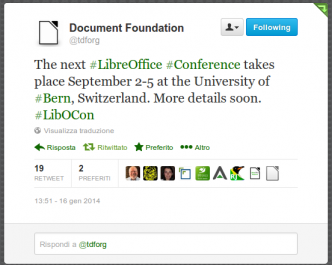 Document Foundation
@tdforg
Following
The next #LibreOffice #Conference takes
place September 2-5 at the University of
#Bern, Switzerland. More details soon.
#LibOCon
Visualizza traduzione
Risposta Ritwittato Preferito Altro
19 2
RETWEET PREFERITI
13:51 - 16 gen 2014
Rispondi a @tdforg